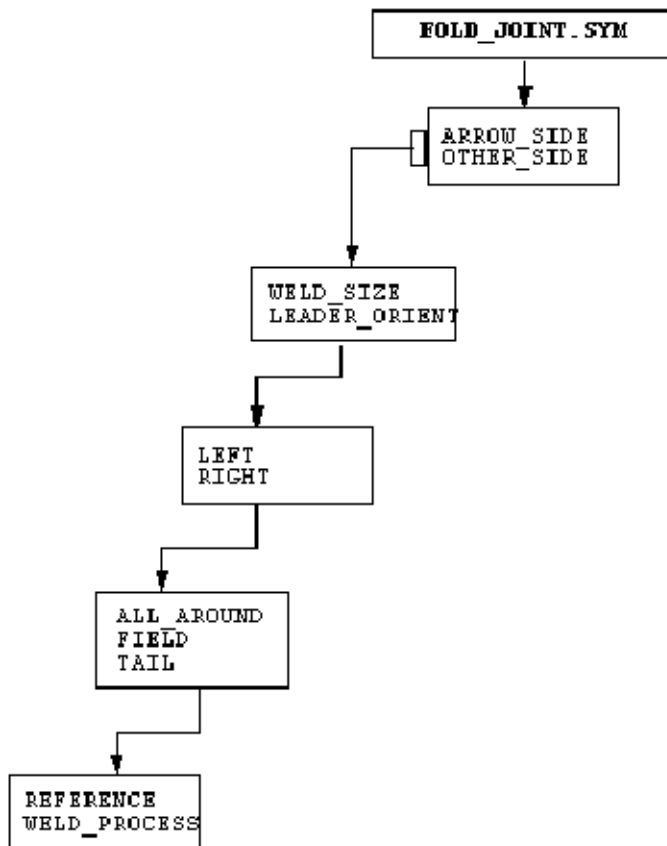 FOLD_JOINT.SYM
ARROW_SIDE
OTHER_SIDE
WELD_SIZE
LEADER_ORIENT
LEFT
RIGHT
ALL_AROUND
FIELD
TAIL
REFERENCE
WELD_PROCESS